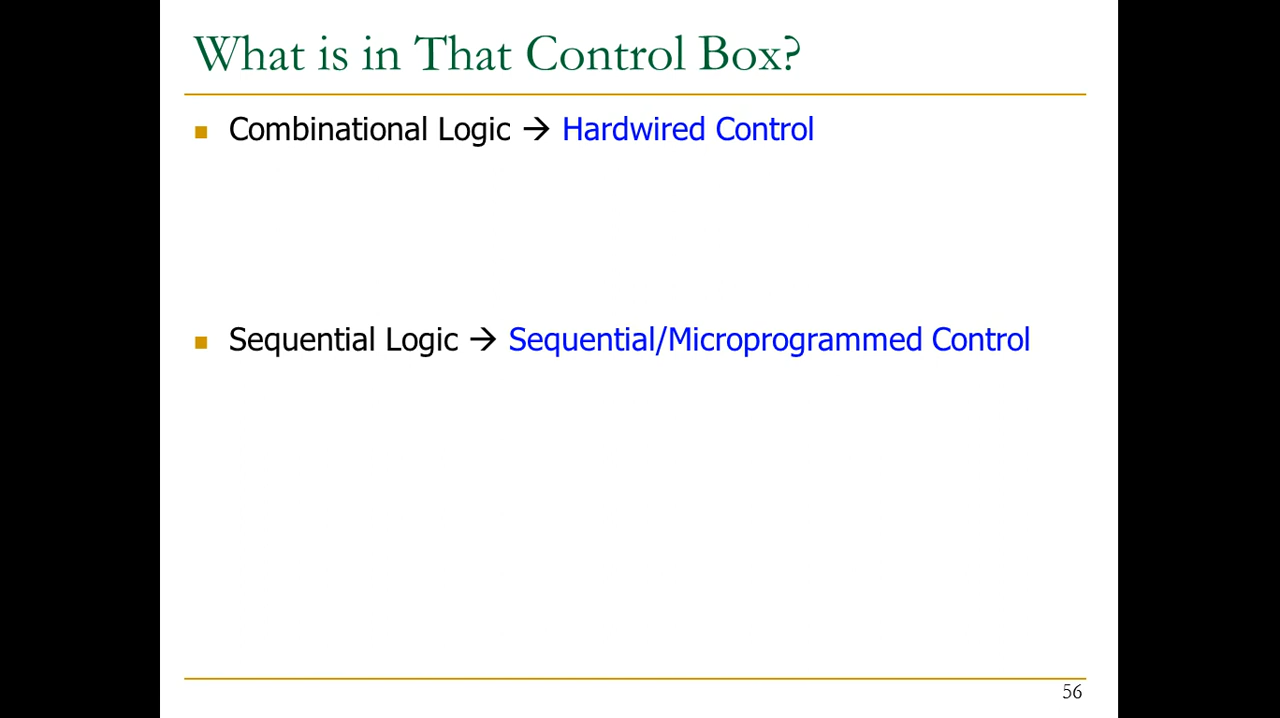 What is in That Control Box?
Combinational Logic → Hardwired Control
Sequential Logic → Sequential/Microprogrammed Control
56